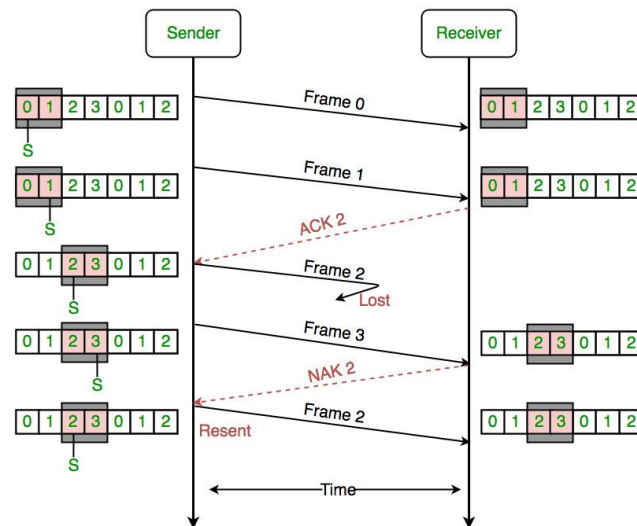 Sender
Receiver
0 1 2 3 0 1 2
Frame 0
0 1 2 3 0 1 2
S
0 1 2 3 0 1 2
Frame 1
0 1 2 3 0 1 2
S
ACK 2
0 1 2 3 0 1 2
Frame 2
S
Lost
0 1 2 3 0 1 2
Frame 3
0 1 2 3 0 1 2
S
NAK 2
0 1 2 3 0 1 2
Frame 2
0 1 2 3 0 1 2
Resent
S
Time